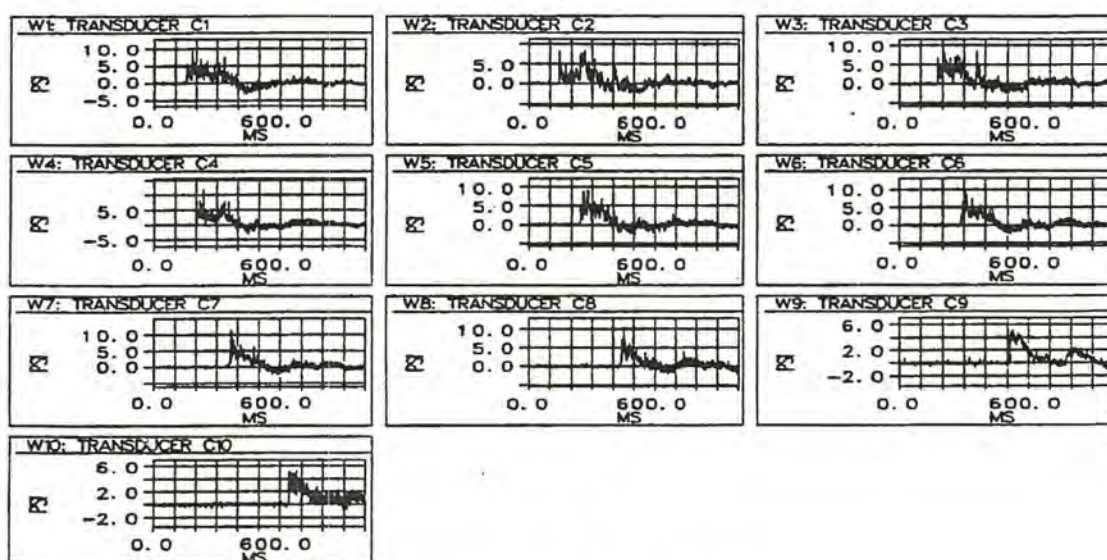 W1: TRANSDUCER C1
10. 0
5. 0
0. 0
-5. 0
0. 0 600. 0
MS
W2: TRANSDUCER C2
5. 0
0. 0
0. 0 600. 0
MS
W3: TRANSDUCER C3
10. 0
5. 0
0. 0
0. 0 600. 0
MS
W4: TRANSDUCER C4
5. 0
-5. 0
0. 0 600. 0
MS
W5: TRANSDUCER C5
10. 0
5. 0
0. 0
0. 0 600. 0
MS
W6: TRANSDUCER C6
10. 0
5. 0
0. 0
0. 0 600. 0
MS
W7: TRANSDUCER C7
10. 0
5. 0
0. 0
0. 0 600. 0
MS
W8: TRANSDUCER C8
10. 0
5. 0
0. 0
0. 0 600. 0
MS
W9: TRANSDUCER C9
6. 0
2. 0
-2. 0
0. 0 600. 0
MS
W10: TRANSDUCER C10
6. 0
2. 0
-2. 0
0. 0 600. 0
MS